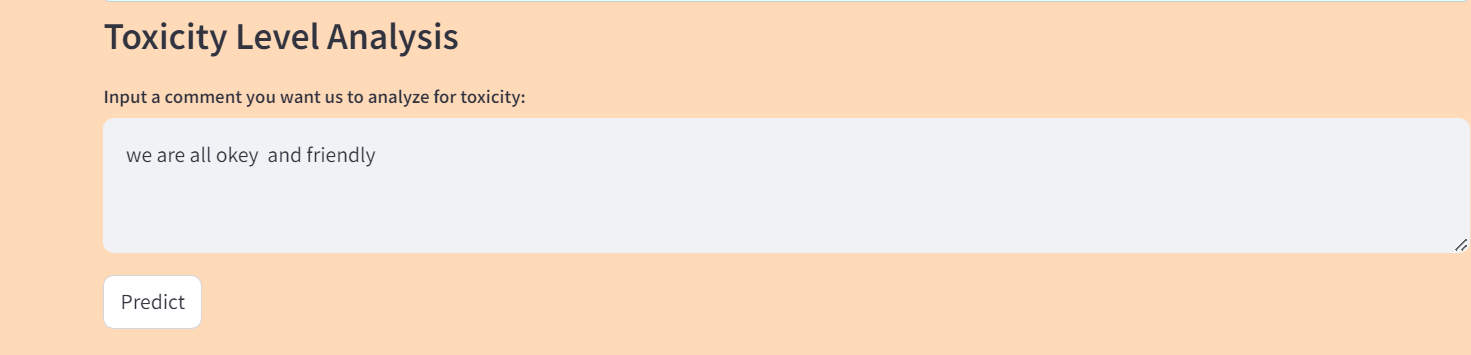 Toxicity Level Analysis
Input a comment you want us to analyze for toxicity:
we are all okey  and friendly
Predict